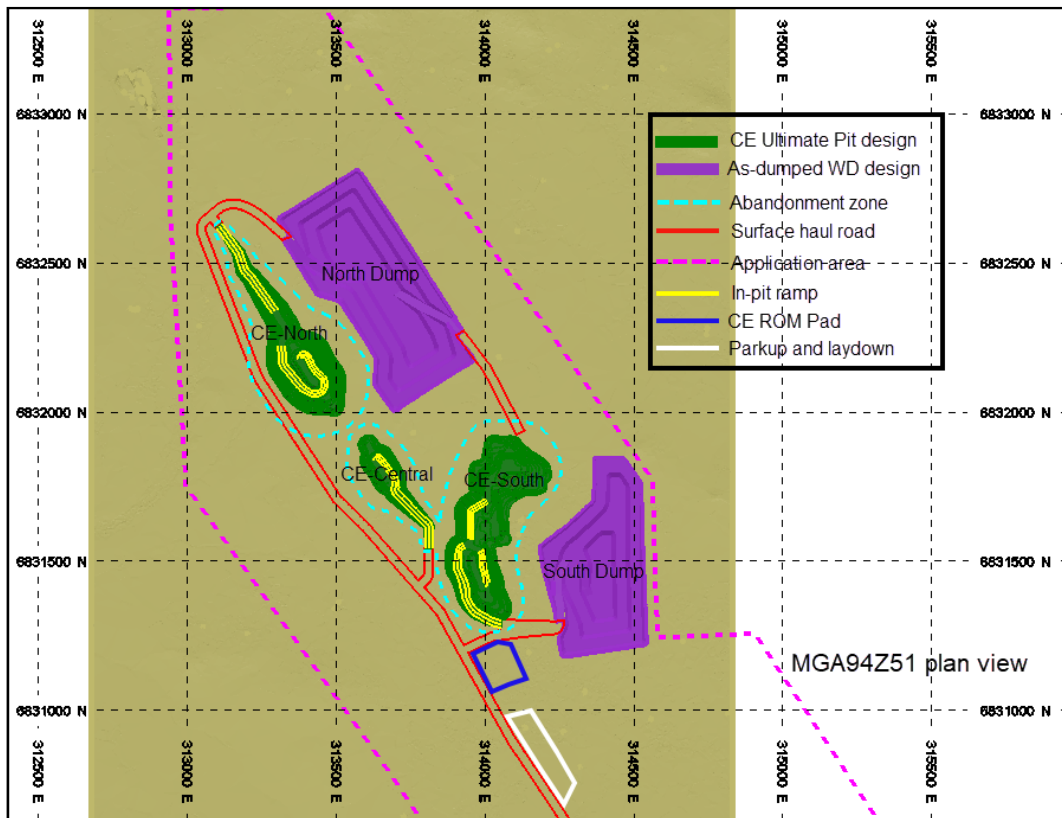 312500 E
313000 E
313500 E
314000 E
314500 E
315000 E
315500 E
6833000 N
6833000 N
CE Ultimate Pit design
As-dumped WD design
Abandonment zone
Surface haul road
Application area
In-pit ramp
CE ROM Pad
Parkup and laydown
6832500 N
North Dump
6832500 N
CE-North
6832000 N
6832000 N
CE-Central
CE-South
6831500 N
South Dump
6831500 N
MGA94Z51 plan view
6831000 N
6831000 N
312500 E
313000 E
313500 E
314000 E
314500 E
315000 E
315500 E